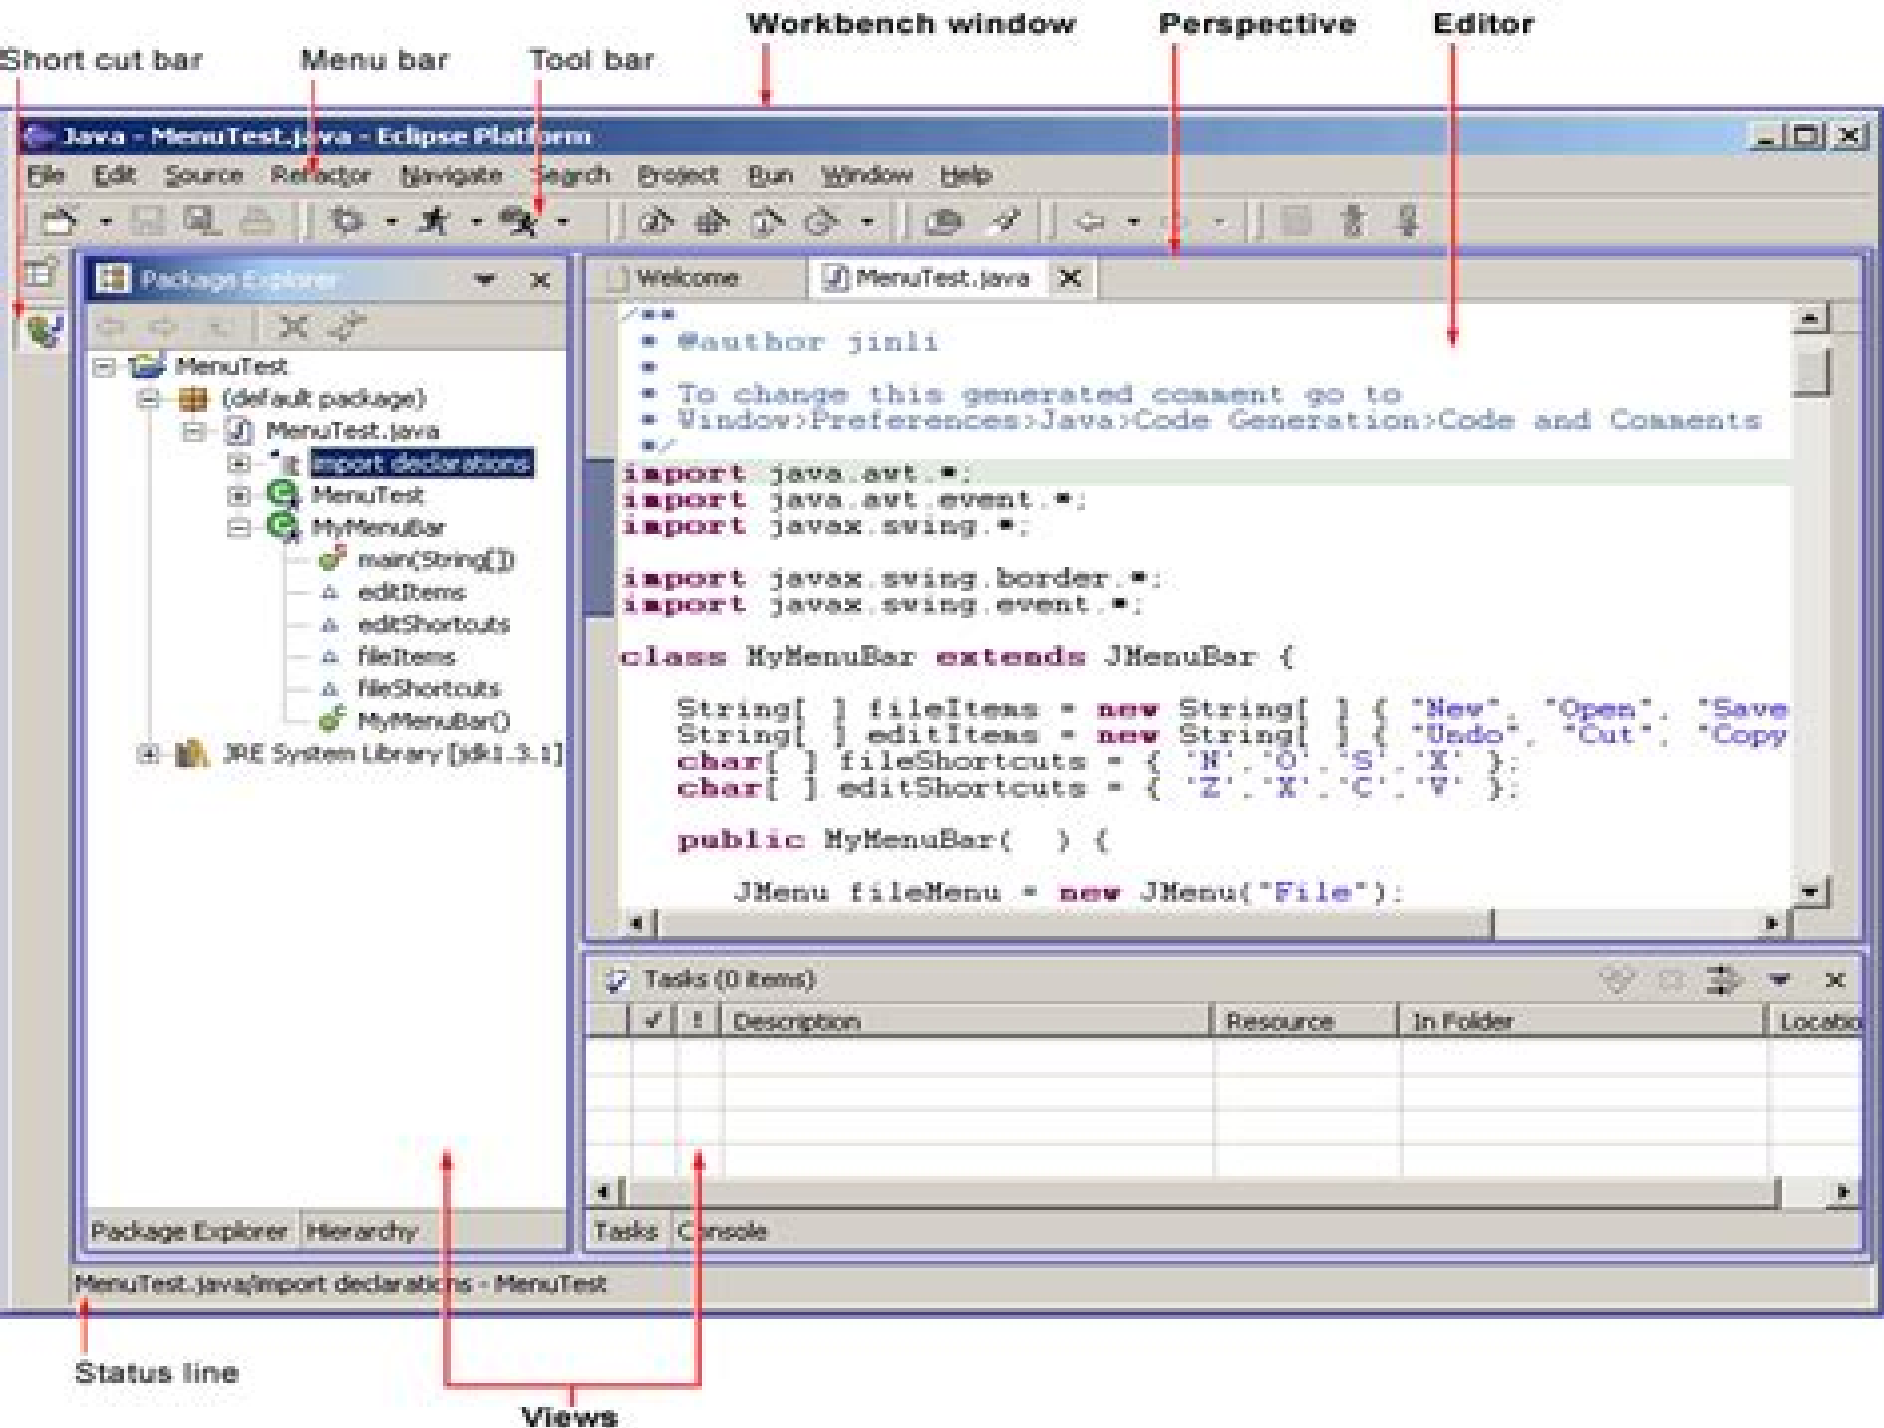 Workbench window Perspective Editor
Short cut bar Menu bar Tool bar
Java - MenuTest.java - Eclipse Platform
File Edit Source Refactor Navigate Search Project Run Window Help
Package Explorer
Welcome MenuTest.java
MenuTest
(default package)
MenuTest.java
import declarations
MenuTest
MyMenuBar
main(String[])
editItems
editShortcuts
fileItems
fileShortcuts
MyMenuBar()
JRE System Library [jdk1.3.1]
/**
* @author jinli
*
* To change this generated comment go to
* Window>Preferences>Java>Code Generation>Code and Comments
*/
import java.awt.*;
import java.awt.event.*;
import javax.swing.*;
import javax.swing.border.*;
import javax.swing.event.*;
class MyMenuBar extends JMenuBar {
String[ ] fileItems = new String[ ] { "New", "Open", "Save
String[ ] editItems = new String[ ] { "Undo", "Cut", "Copy
char[ ] fileShortcuts = { 'N','O','S','X' };
char[ ] editShortcuts = { 'Z','X','C','V' };
public MyMenuBar( ) {
JMenu fileMenu = new JMenu("File");
Tasks (0 items)
! Description Resource In Folder Locatio
Package Explorer Hierarchy
Tasks Console
MenuTest.java/import declarations - MenuTest
Status line
Views